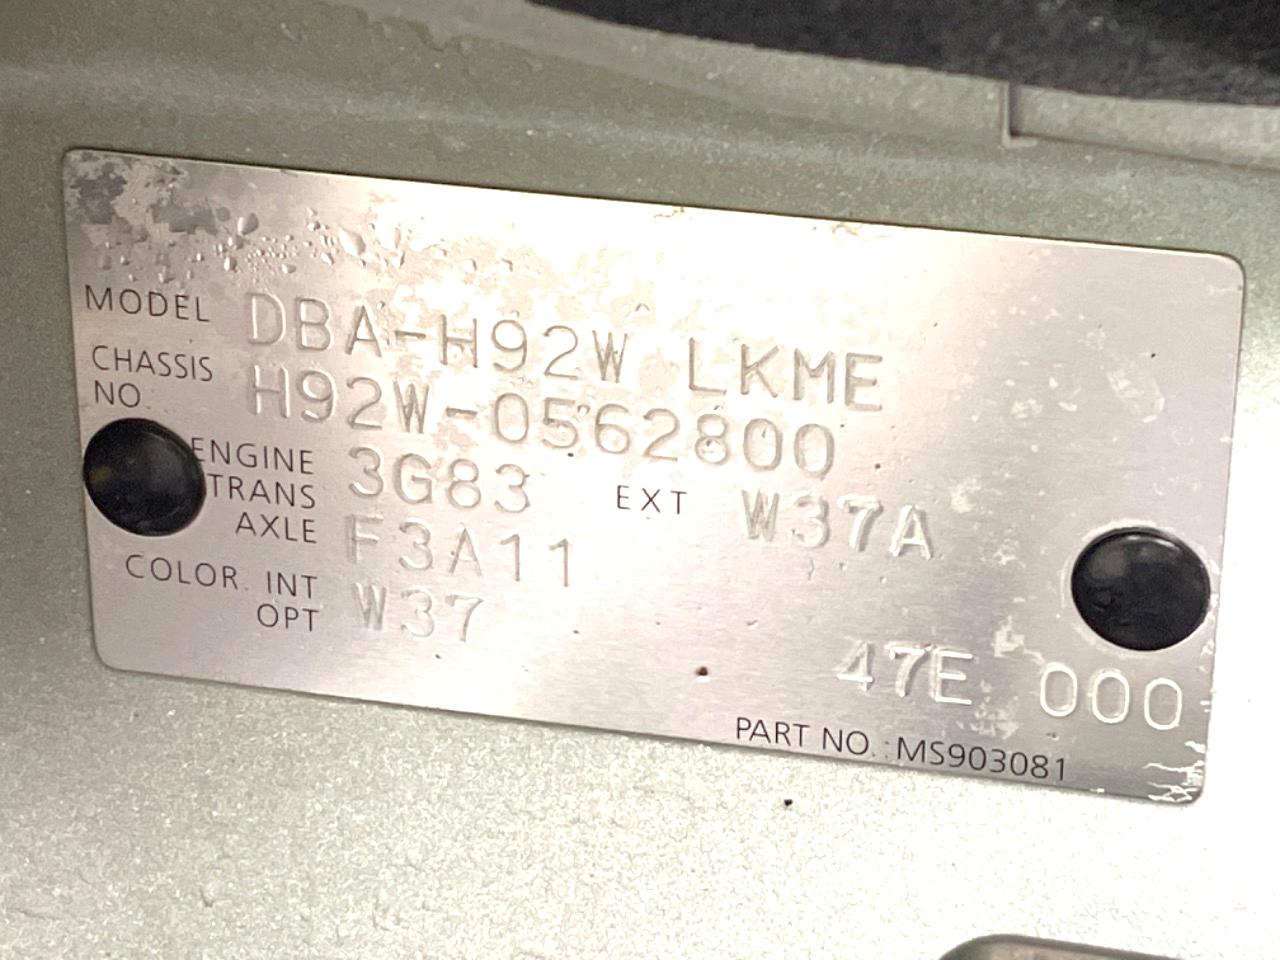 MODEL DBA-H92W LKME
CHASSIS NO. H92W-0562800
ENGINE 3G83 EXT W37A
TRANS AXLE F3A11
COLOR. INT W37
OPT
47E 000
PART NO.: MS903081